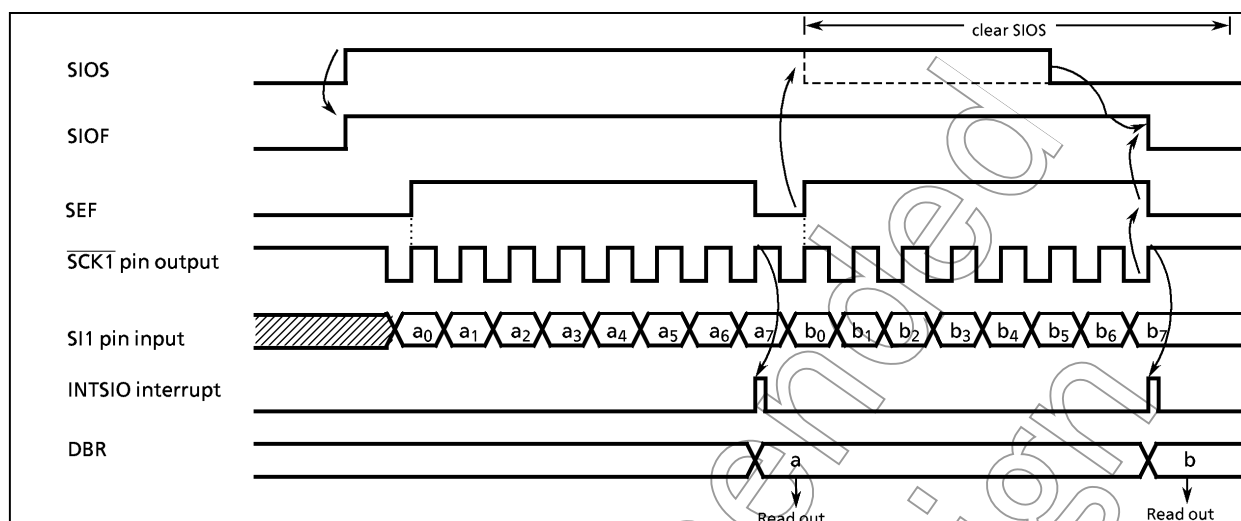 clear SIOS
SIOS
SIOF
SEF
SCK1 pin output
SI1 pin input
a0 a1 a2 a3 a4 a5 a6 a7 b0 b1 b2 b3 b4 b5 b6 b7
INTSIO interrupt
DBR
a b
Read out Read out